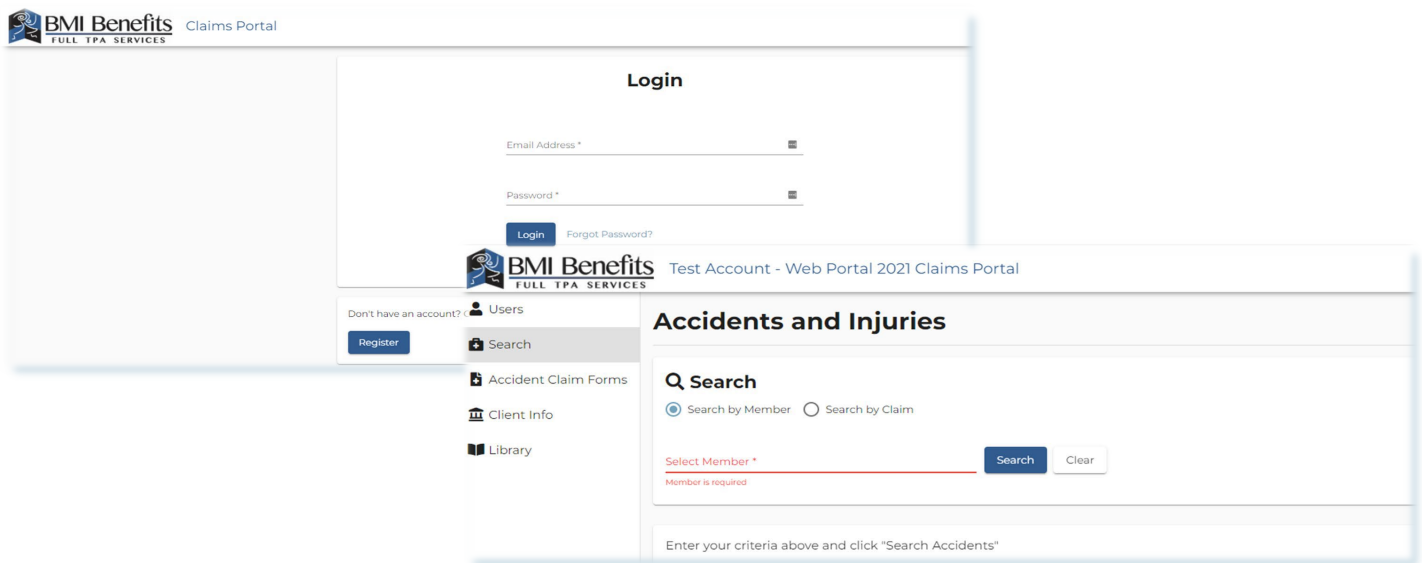 BMI Benefits
FULL TPA SERVICES
Claims Portal
Login
Email Address *
Password *
Login
Forgot Password?
Don't have an account?
Register
BMI Benefits
FULL TPA SERVICES
Test Account - Web Portal 2021 Claims Portal
Users
Search
Accident Claim Forms
Client Info
Library
Accidents and Injuries
Search
Search by Member
Search by Claim
Select Member *
Search
Clear
Member is required
Enter your criteria above and click "Search Accidents"